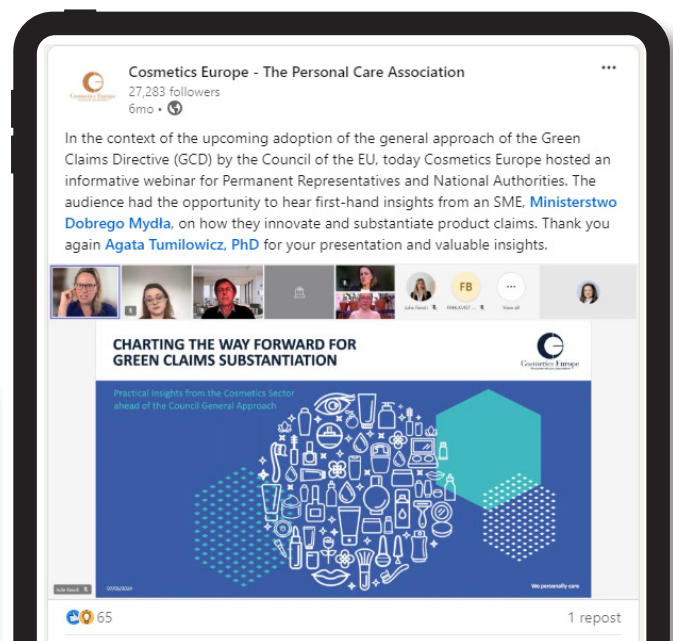 Cosmetics Europe - The Personal Care Association
27,283 followers
6mo •
In the context of the upcoming adoption of the general approach of the Green
Claims Directive (GCD) by the Council of the EU, today Cosmetics Europe hosted an
informative webinar for Permanent Representatives and National Authorities. The
audience had the opportunity to hear first-hand insights from an SME, Ministerstwo
Dobrego Mydła, on how they innovate and substantiate product claims. Thank you
again Agata Tumilowicz, PhD for your presentation and valuable insights.
FB
View all
CHARTING THE WAY FORWARD FOR
GREEN CLAIMS SUBSTANTIATION
Cosmetics Europe
Practical Insights from the Cosmetics Sector
ahead of the Council General Approach
07/05/2024
We personally care
65
1 repost